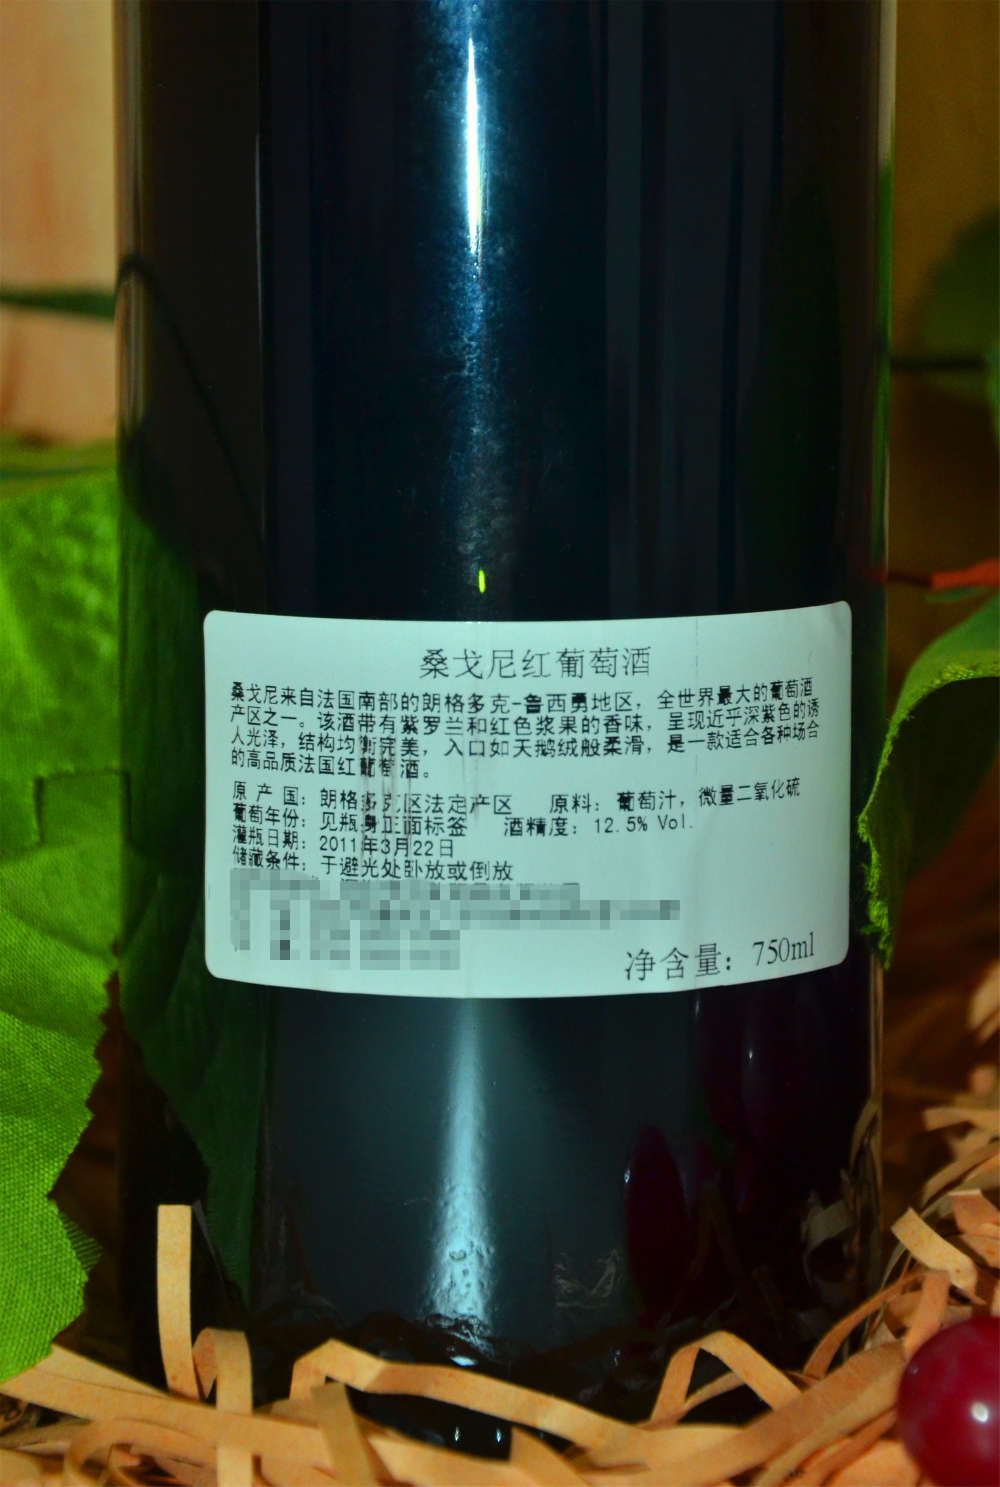 桑戈尼红葡萄酒
桑戈尼来自法国南部的朗格多克-鲁西勇地区，全世界最大的葡萄酒
产区之一。该酒带有紫罗兰和红色浆果的香味，呈现近乎深紫色的诱
人光泽，结构均衡完美，入口如天鹅绒般柔滑，是一款适合各种场合
的高品质法国红葡萄酒。
原 产 国：朗格多克区法定产区 原料：葡萄汁，微量二氧化硫
葡萄年份：见瓶身正面标签 酒精度：12.5% Vol.
灌瓶日期：2011年3月22日
储藏条件：于避光处卧放或倒放
净含量：750ml